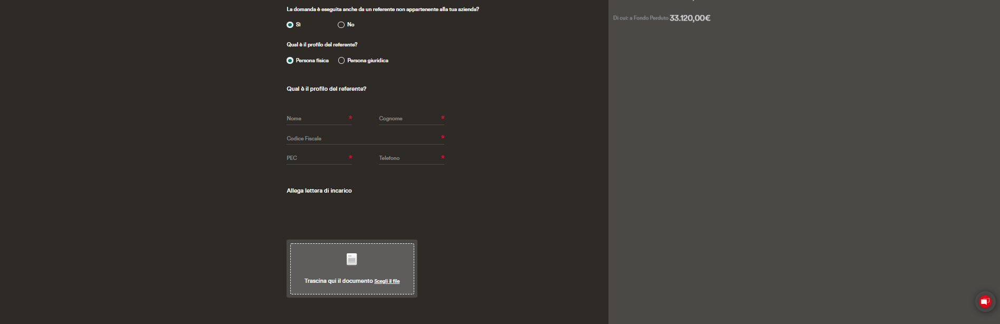 La domanda è eseguita anche da un referente non appartenente alla tua azienda?
Sì No
Qual è il profilo del referente?
Persona fisica Persona giuridica
Qual è il profilo del referente?
Nome * Cognome *
Codice Fiscale *
PEC * Telefono *
Allega lettera di incarico
Trascina qui il documento Scegli il file
Di cui: a Fondo Perduto 33.120,00€